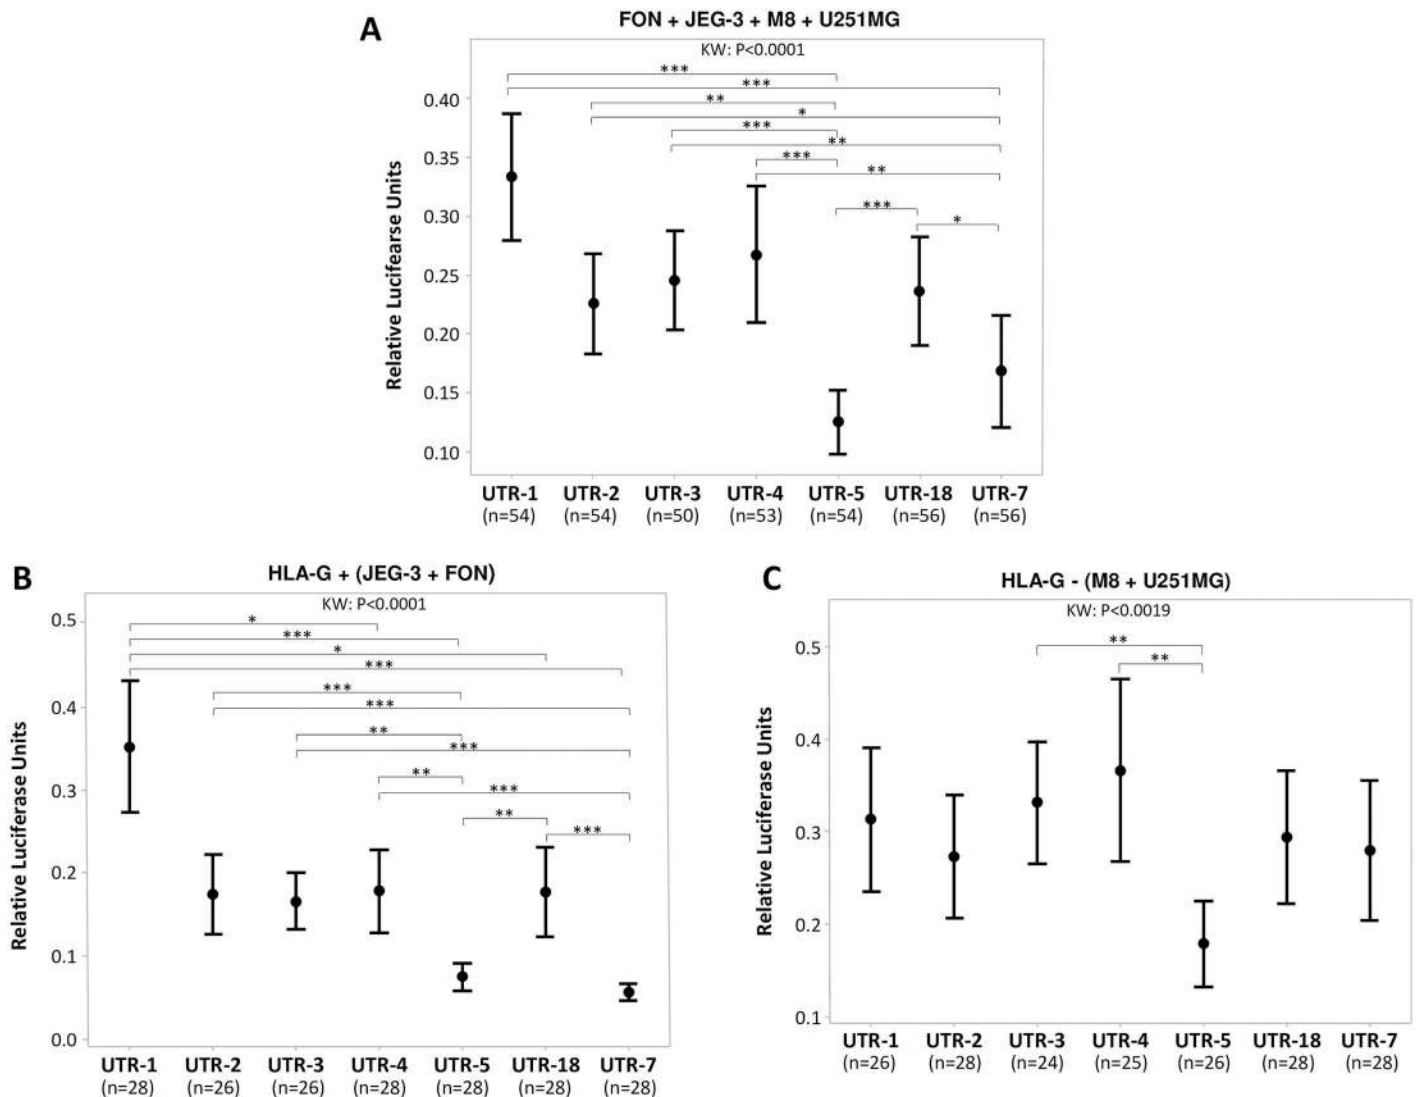 A
FON + JEG-3 + M8 + U251MG
KW: P<0.0001
***
***
**
*
***
**
***
**
***
*
Relative Lucifearse Units
0.40
0.35
0.30
0.25
0.20
0.15
0.10
UTR-1 UTR-2 UTR-3 UTR-4 UTR-5 UTR-18 UTR-7
(n=54) (n=54) (n=50) (n=53) (n=54) (n=56) (n=56)
B
HLA-G + (JEG-3 + FON)
KW: P<0.0001
*
***
*
***
***
***
**
***
**
***
**
***
Relative Luciferase Units
0.5
0.4
0.3
0.2
0.1
0.0
UTR-1 UTR-2 UTR-3 UTR-4 UTR-5 UTR-18 UTR-7
(n=28) (n=26) (n=26) (n=28) (n=28) (n=28) (n=28)
C
HLA-G - (M8 + U251MG)
KW: P<0.0019
**
**
Relative Luciferase Units
0.5
0.4
0.3
0.2
0.1
UTR-1 UTR-2 UTR-3 UTR-4 UTR-5 UTR-18 UTR-7
(n=26) (n=28) (n=24) (n=25) (n=26) (n=28) (n=28)